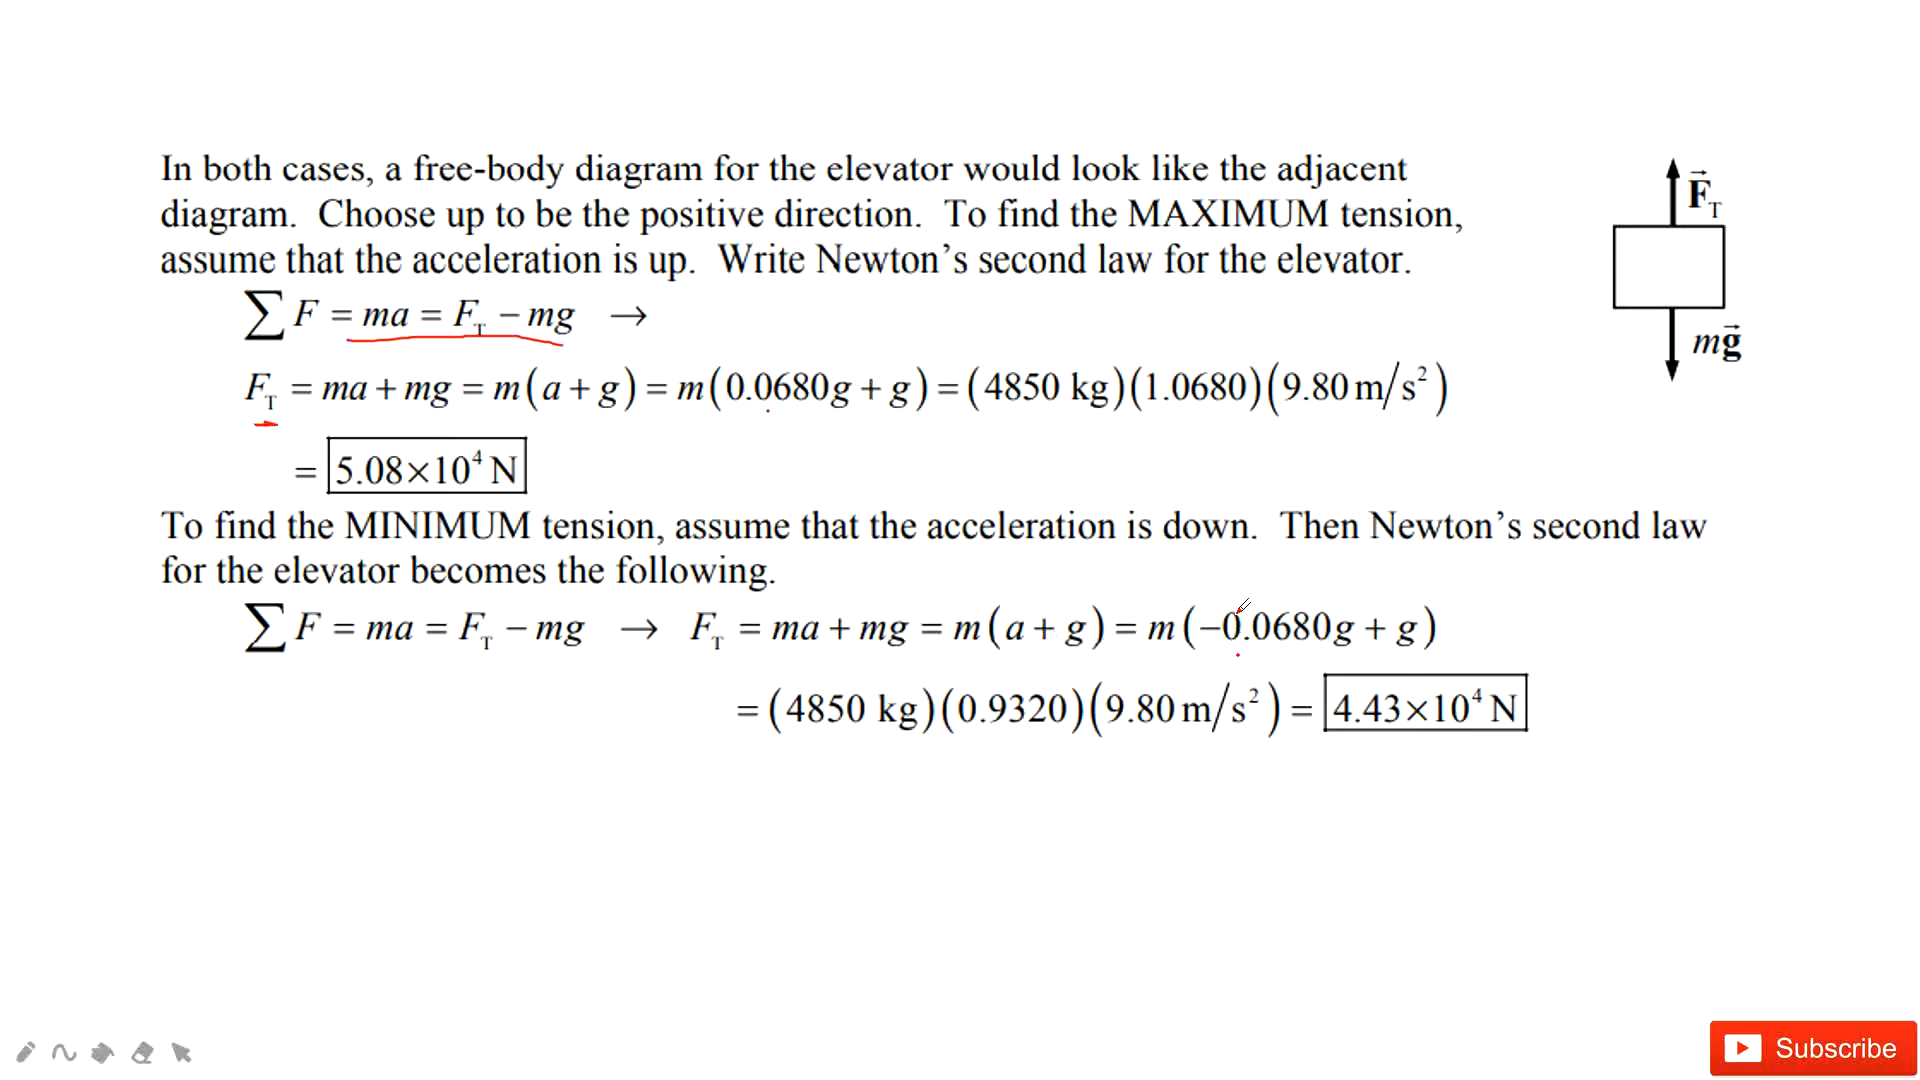 In both cases, a free-body diagram for the elevator would look like the adjacent
diagram. Choose up to be the positive direction. To find the MAXIMUM tension,
assume that the acceleration is up. Write Newton’s second law for the elevator.
∑ F = ma = F_T − mg →
F_T = ma + mg = m(a + g) = m(0.0680g + g) = (4850 kg)(1.0680)(9.80 m/s²)
= 5.08×10⁴ N
F⃗_T
mg⃗
To find the MINIMUM tension, assume that the acceleration is down. Then Newton’s second law
for the elevator becomes the following.
∑ F = ma = F_T − mg → F_T = ma + mg = m(a + g) = m(−0.0680g + g)
= (4850 kg)(0.9320)(9.80 m/s²) = 4.43×10⁴ N
Subscribe